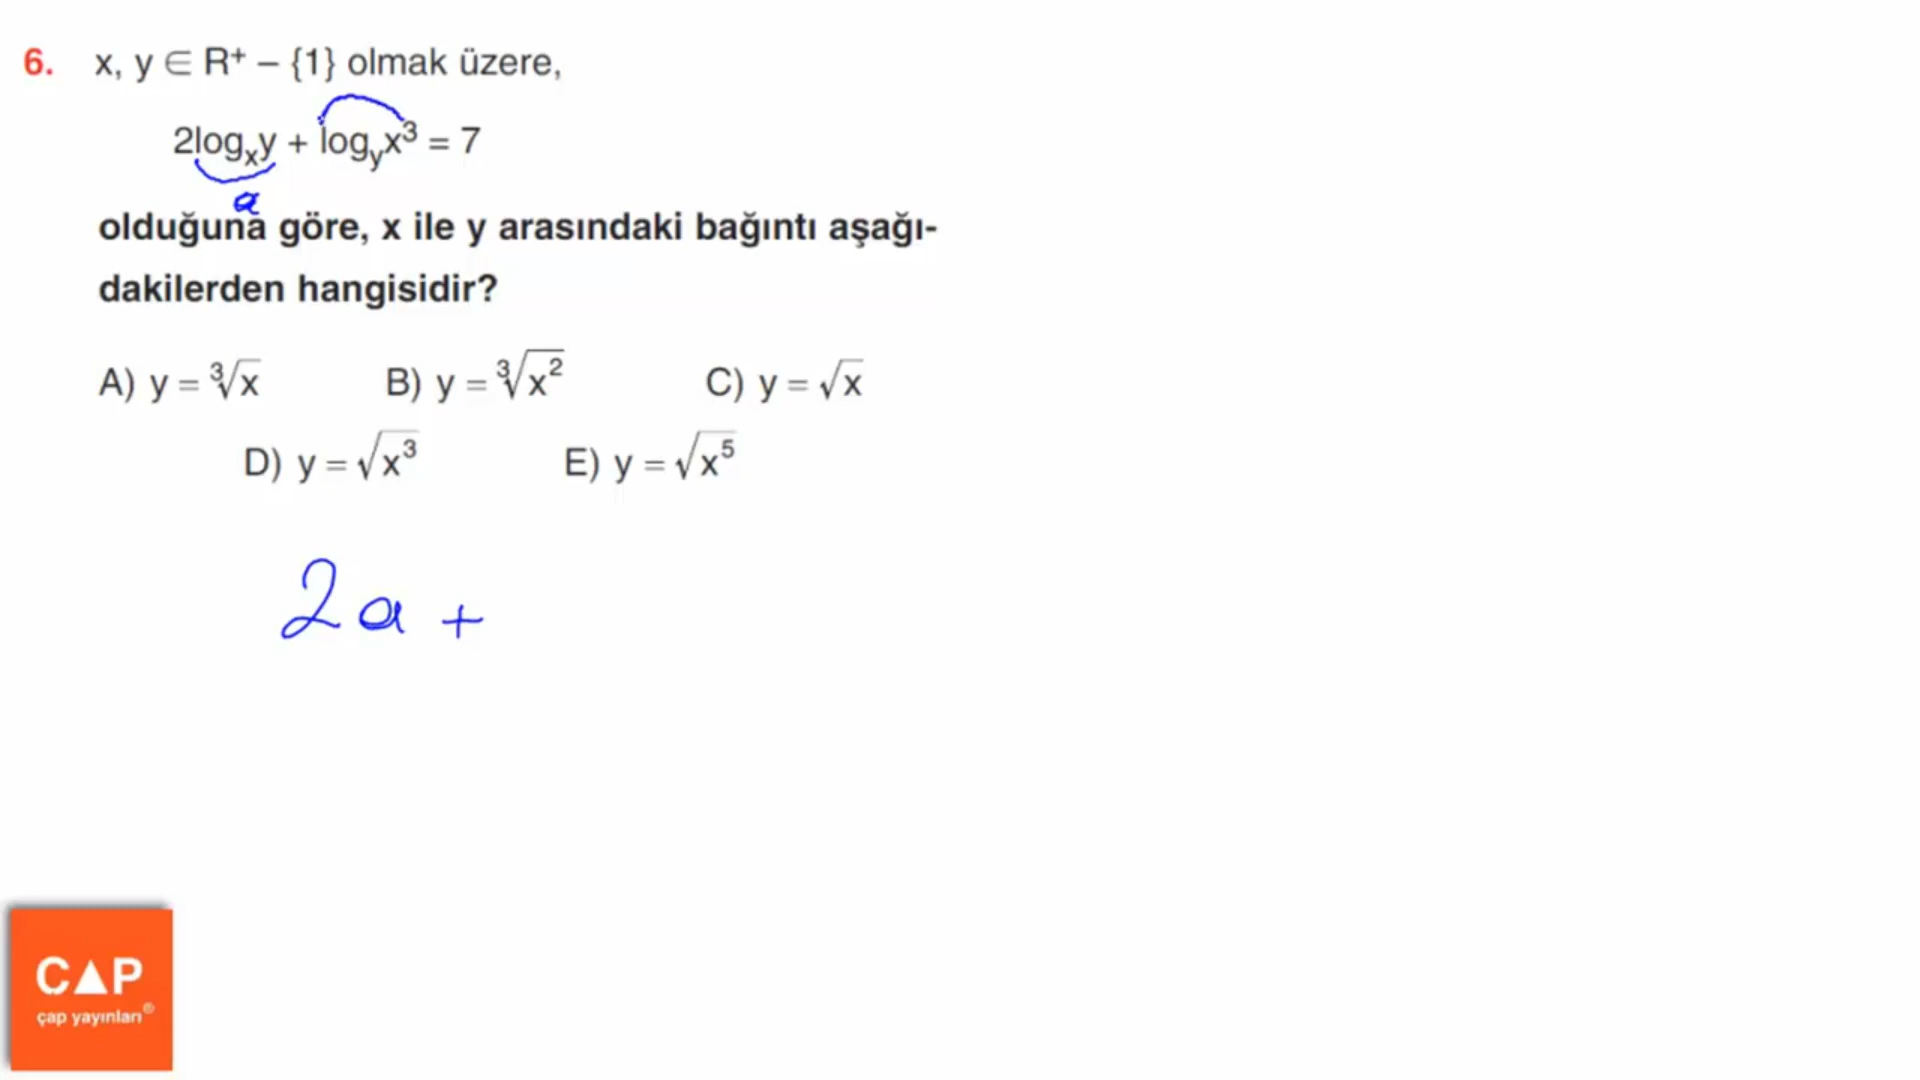 6. x, y ∈ R⁺ – {1} olmak üzere,
2logₓy + log_y x³ = 7
a
olduğuna göre, x ile y arasındaki bağıntı aşağı-
dakilerden hangisidir?
A) y = ∛x B) y = ∛x² C) y = √x
D) y = √x³ E) y = √x⁵
2a +
CAP
çap yayınları®